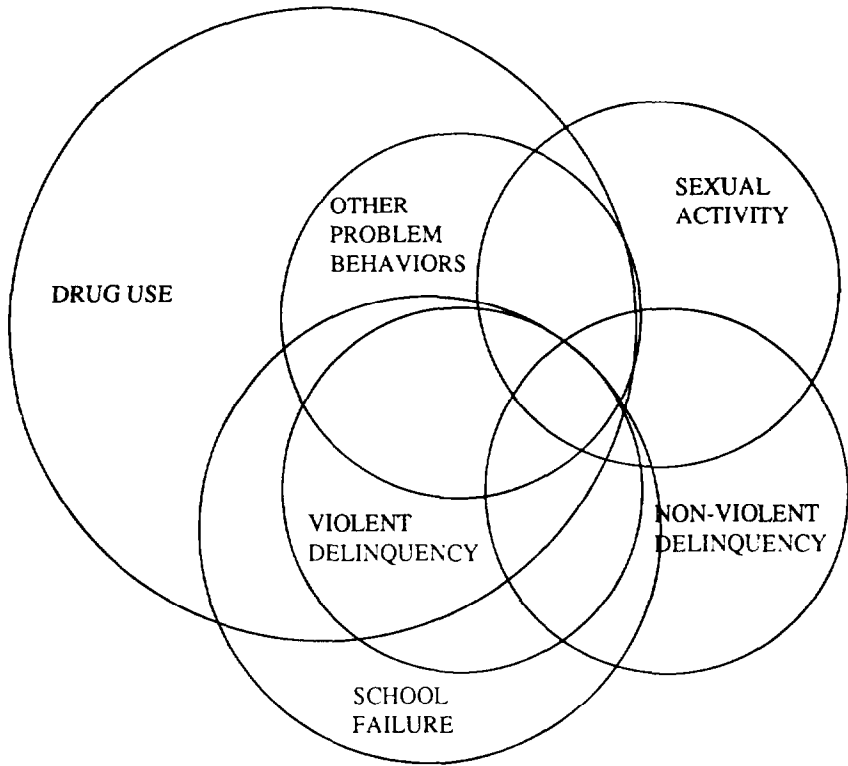 SEXUAL
ACTIVITY
OTHER
PROBLEM
BEHAVIORS
DRUG USE
VIOLENT
DELINQUENCY
NON-VIOLENT
DELINQUENCY
SCHOOL
FAILURE